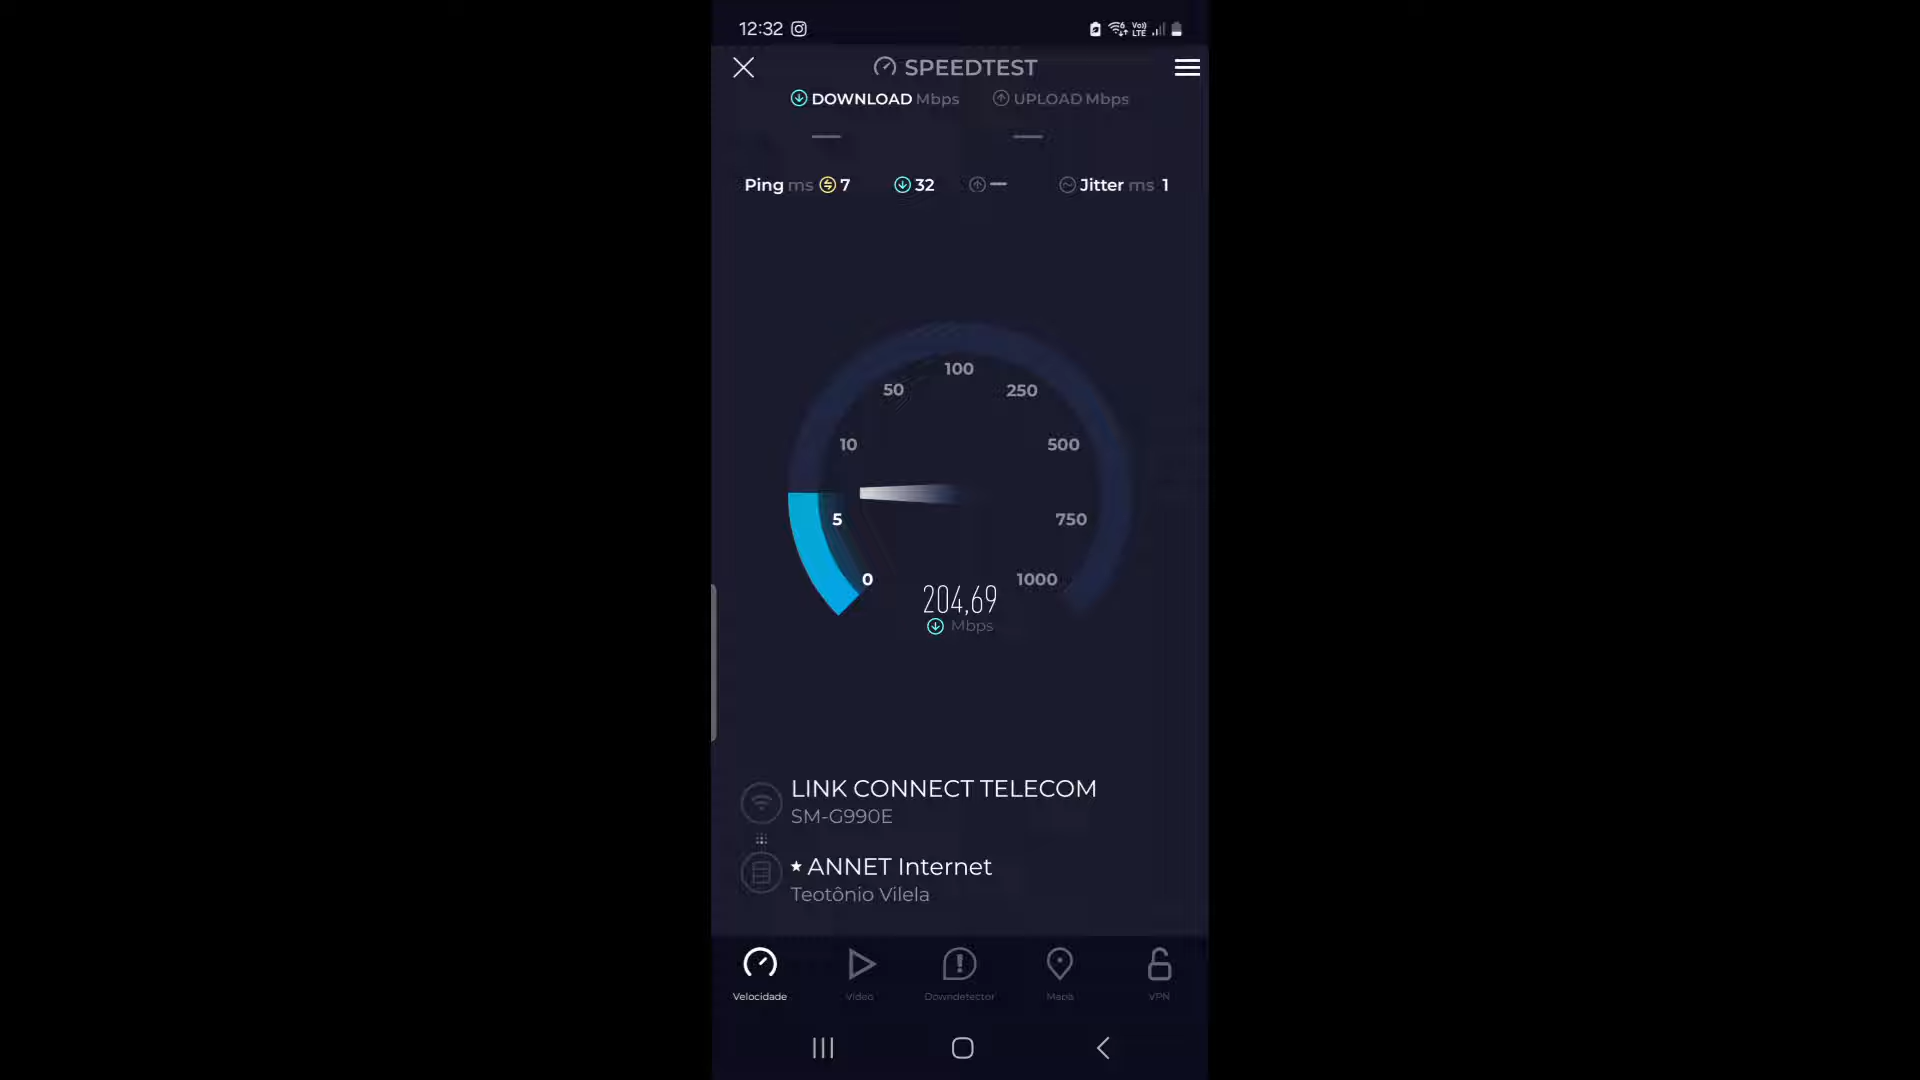 12:32
Vo))
LTE
SPEEDTEST
DOWNLOAD Mbps UPLOAD Mbps
Ping ms 7 32 Jitter ms 1
100
50 250
10 500
5 750
0 1000
204,69
Mbps
LINK CONNECT TELECOM
SM-G990E
ANNET Internet
Teotônio Vilela
Velocidade Vídeo Downdetector Mapa VPN